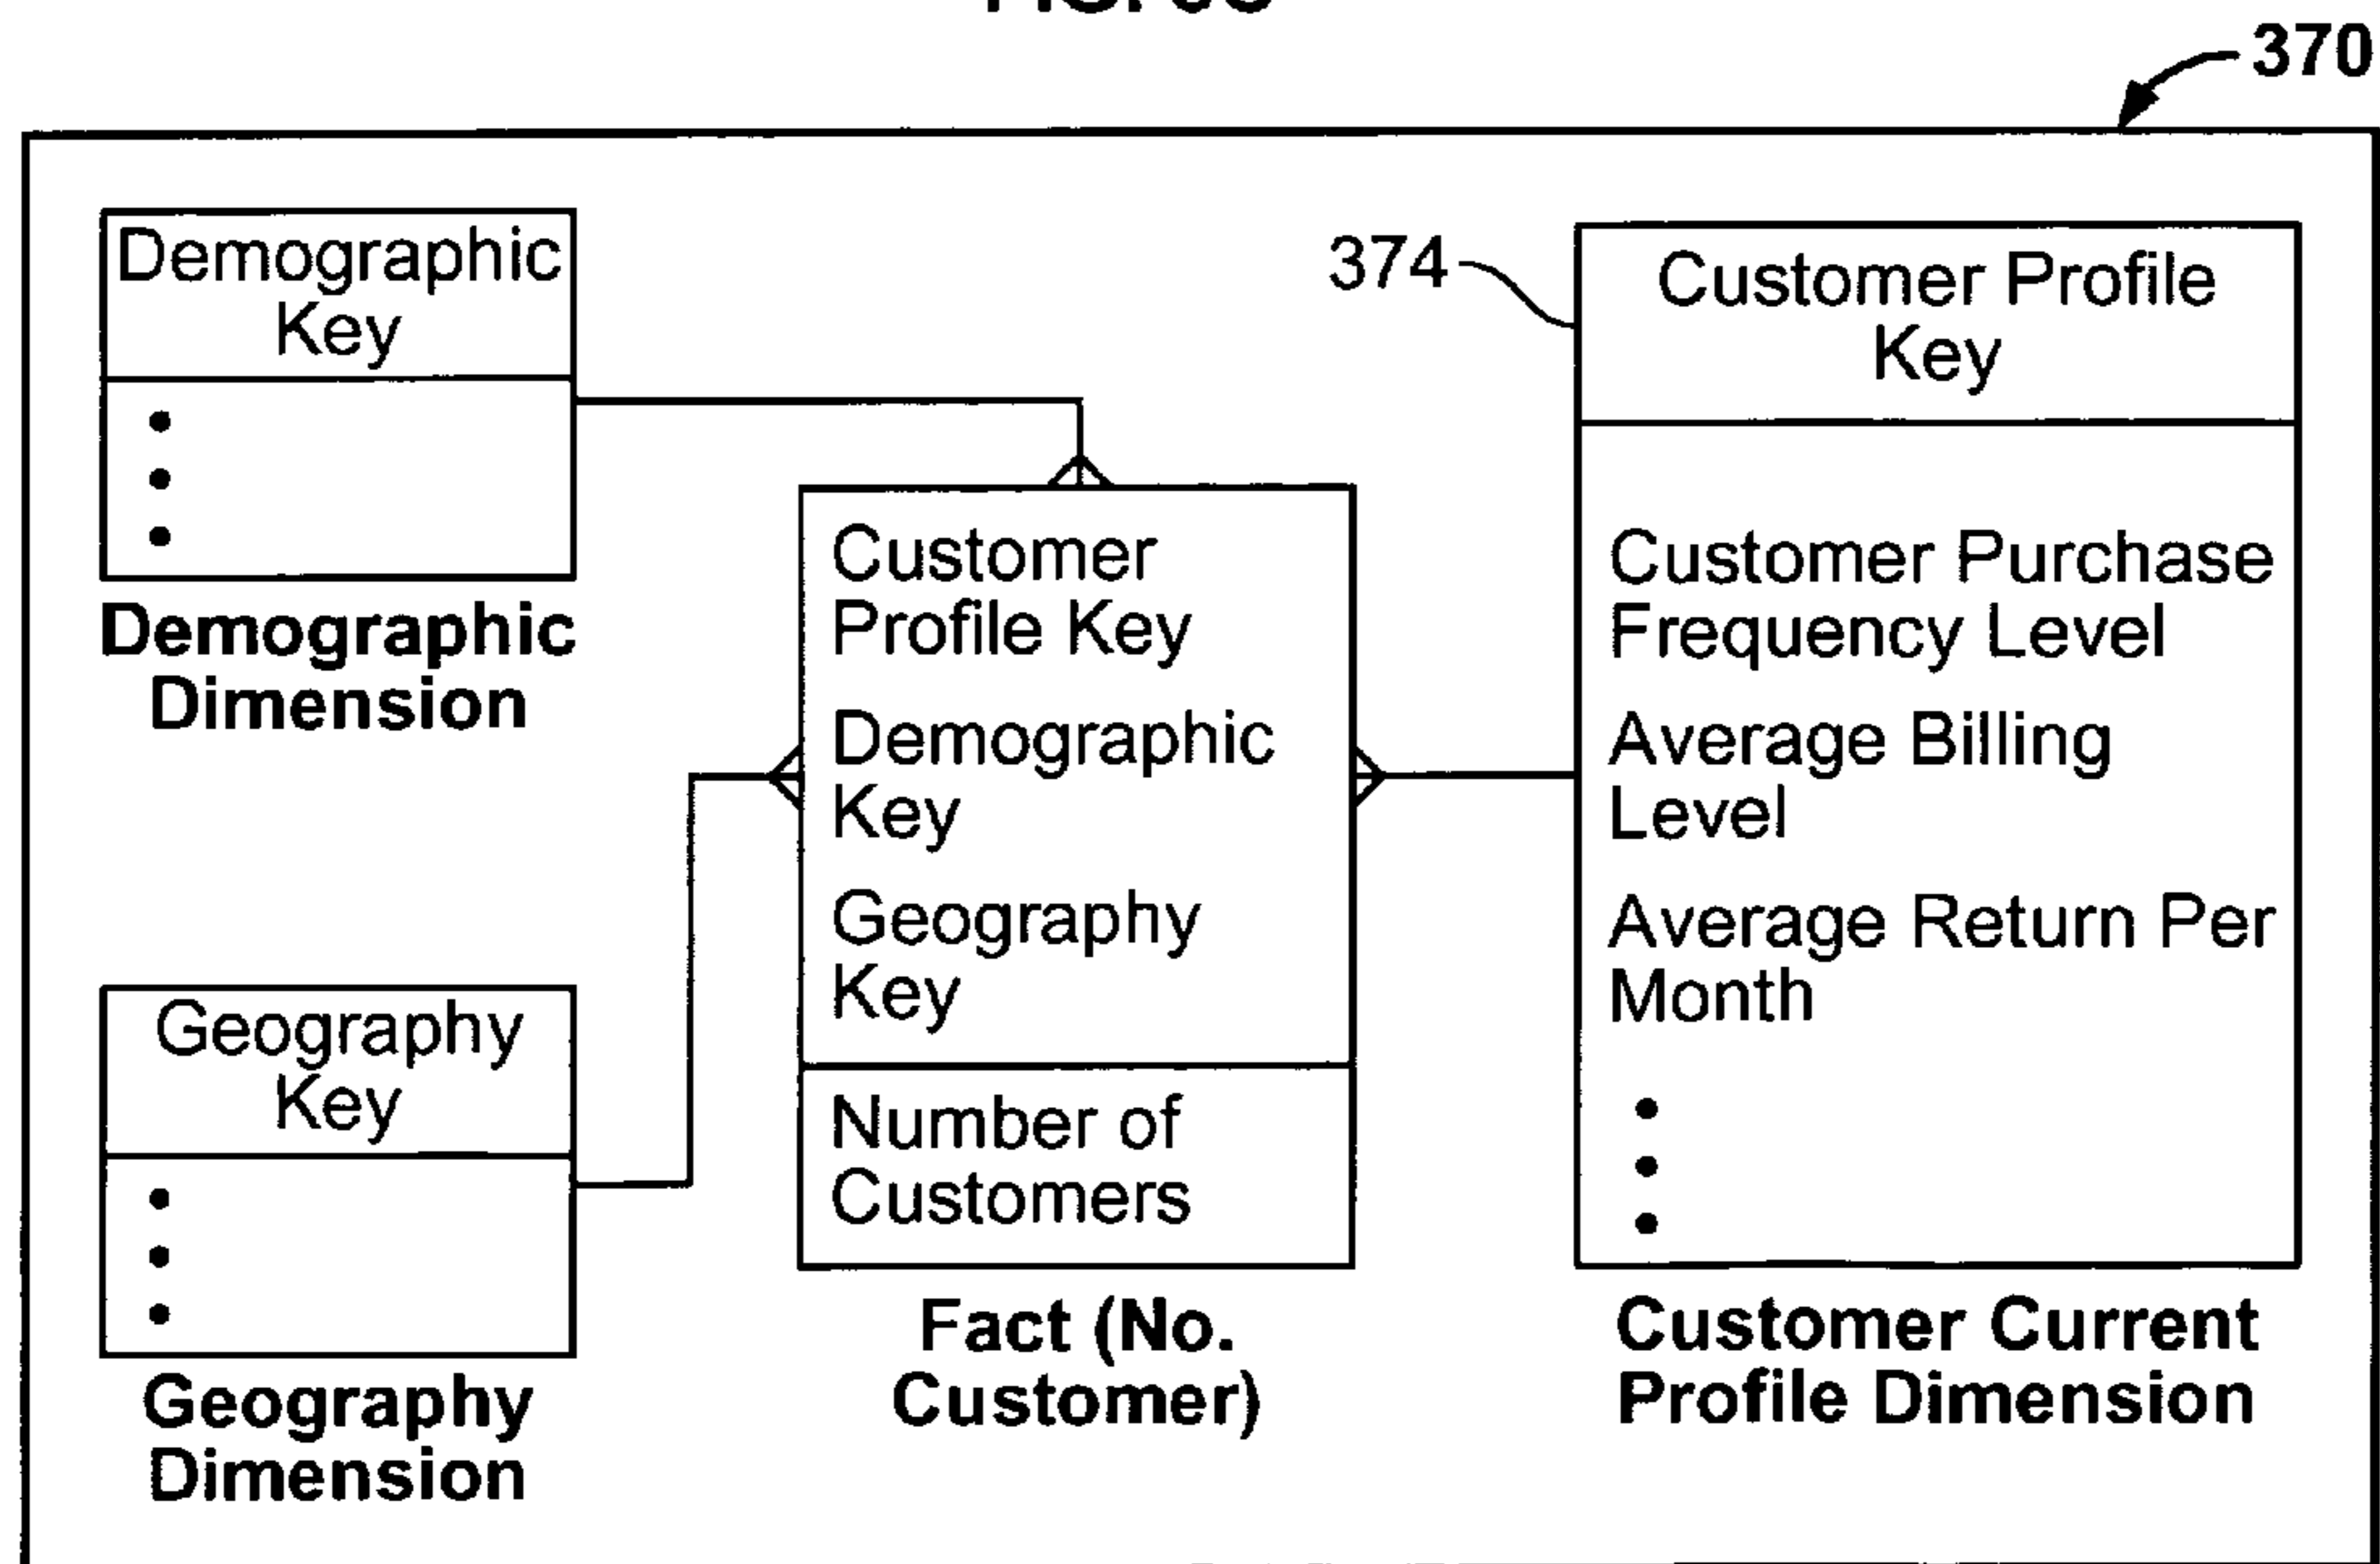 370
Demographic
Key
Demographic
Dimension
Geography
Key
Geography
Dimension
Customer
Profile Key
Demographic
Key
Geography
Key
Number of
Customers
Fact (No.
Customer)
374
Customer Profile
Key
Customer Purchase
Frequency Level
Average Billing
Level
Average Return Per
Month
Customer Current
Profile Dimension